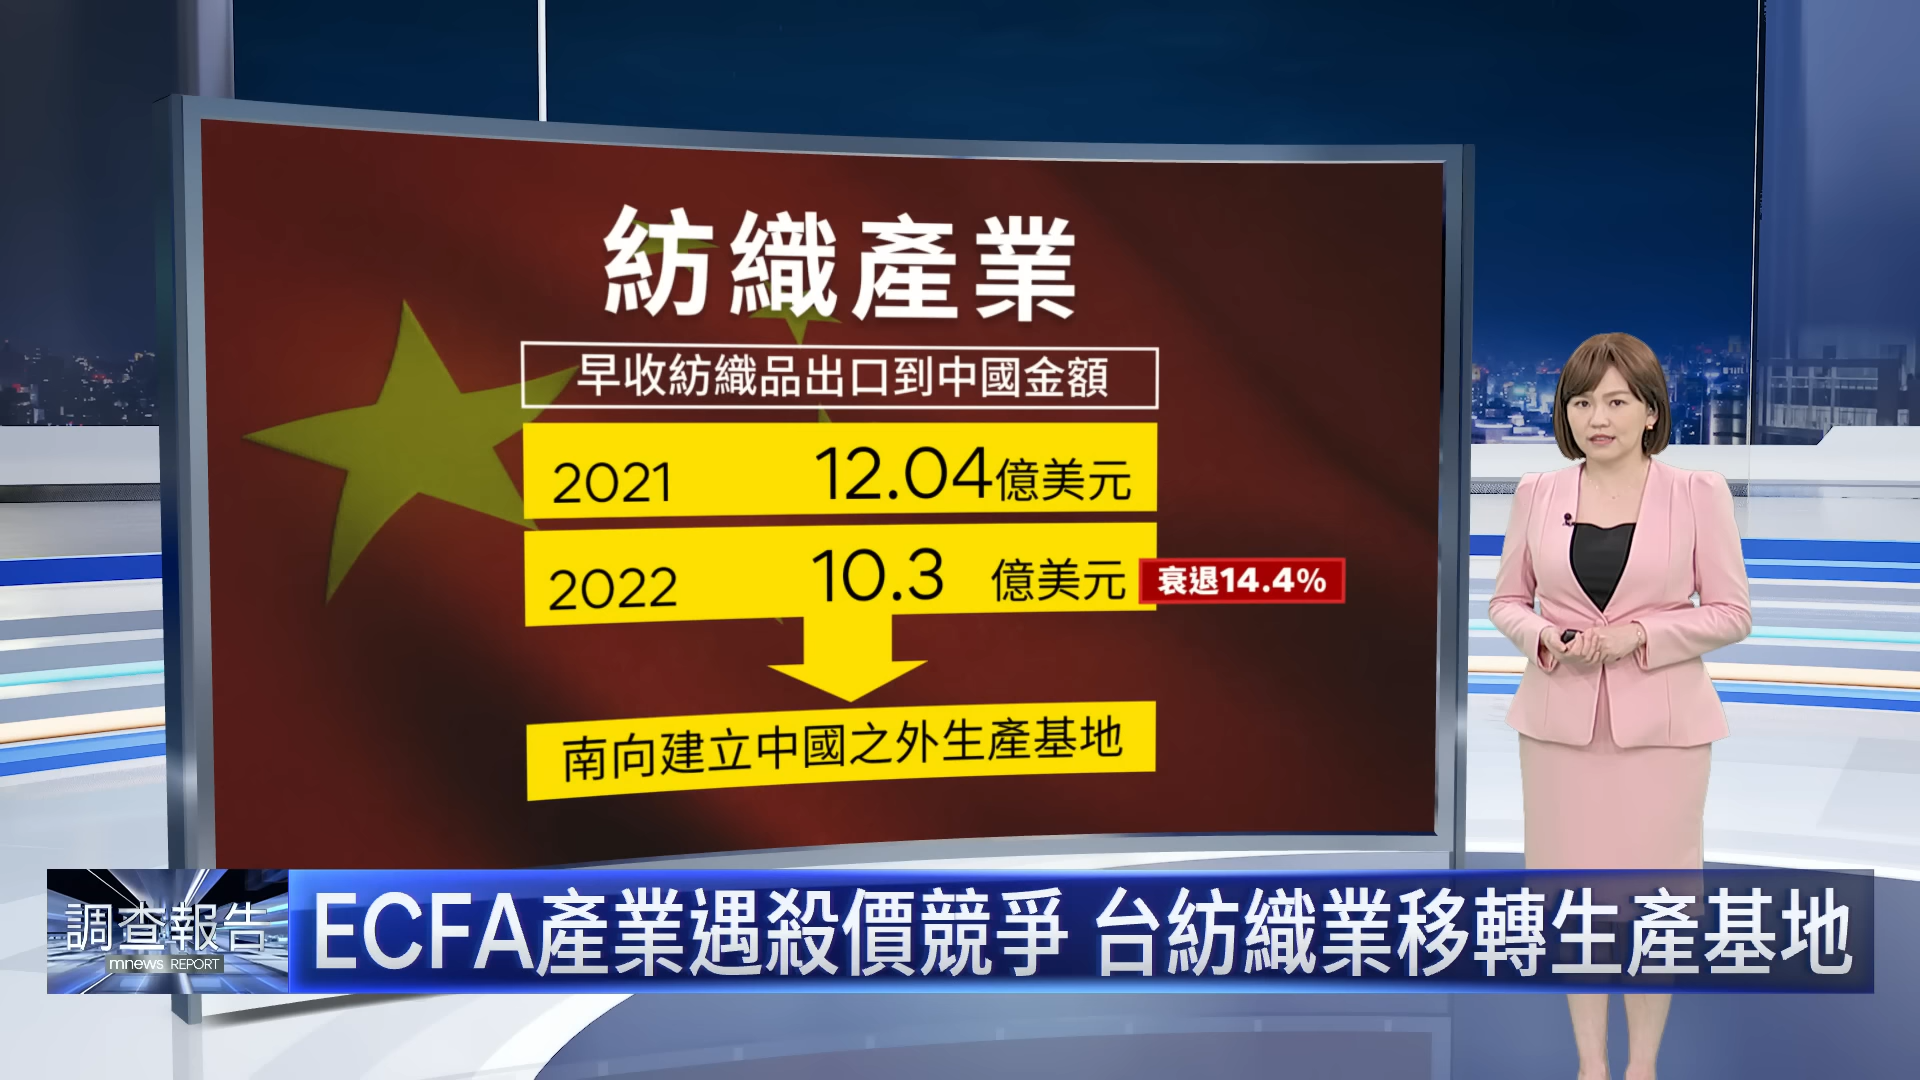 紡織產業
早收紡織品出口到中國金額
2021 12.04億美元
2022 10.3 億美元 衰退14.4%
南向建立中國之外生產基地
調查報告
mnews REPORT
ECFA產業遇殺價競爭 台紡織業移轉生產基地